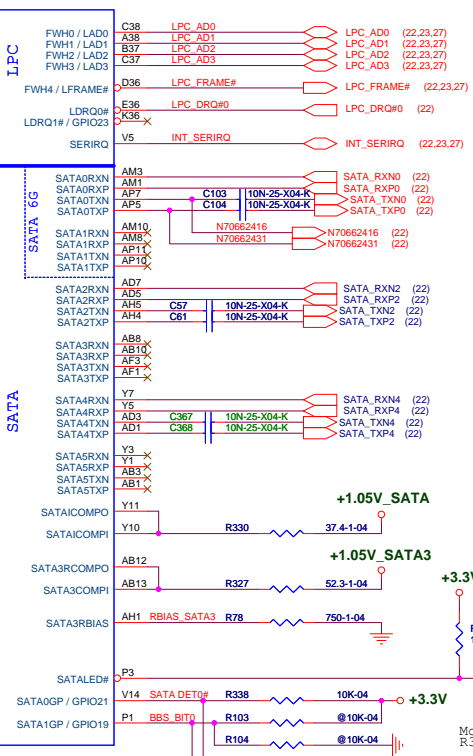 LPC
FWH0 / LAD0 C38 LPC_AD0 LPC_AD0 (22,23,27)
FWH1 / LAD1 A38 LPC_AD1 LPC_AD1 (22,23,27)
FWH2 / LAD2 B37 LPC_AD2 LPC_AD2 (22,23,27)
FWH3 / LAD3 C37 LPC_AD3 LPC_AD3 (22,23,27)
FWH4 / LFRAME# D36 LPC_FRAME# LPC_FRAME# (22,23,27)
LDRQ0# E36 LPC_DRQ#0 LPC_DRQ#0 (22)
LDRQ1# / GPIO23 K36
SERIRQ V5 INT_SERIRQ INT_SERIRQ (22,23,27)
SATA 6G
SATA0RXN AM3 SATA_RXN0 (22)
SATA0RXP AM1 SATA_RXP0 (22)
SATA0TXN AP7 C103 10N-25-X04-K SATA_TXN0 (22)
SATA0TXP AP5 C104 10N-25-X04-K SATA_TXP0 (22)
SATA1RXN AM10 N70662416 N70662416 (22)
SATA1RXP AM8 N70662431 N70662431 (22)
SATA1TXN AP11
SATA1TXP AP10
SATA
SATA2RXN AD7 SATA_RXN2 (22)
SATA2RXP AD5 SATA_RXP2 (22)
SATA2TXN AH5 C57 10N-25-X04-K SATA_TXN2 (22)
SATA2TXP AH4 C61 10N-25-X04-K SATA_TXP2 (22)
SATA3RXN AB8
SATA3RXP AB10
SATA3TXN AF3
SATA3TXP AF1
SATA4RXN Y7 SATA_RXN4 (22)
SATA4RXP Y5 SATA_RXP4 (22)
SATA4TXN AD3 C367 10N-25-X04-K SATA_TXN4 (22)
SATA4TXP AD1 C368 10N-25-X04-K SATA_TXP4 (22)
SATA5RXN Y3
SATA5RXP Y1
SATA5TXN AB3
SATA5TXP AB1
+1.05V_SATA
SATAICOMPO Y11
SATAICOMPI Y10 R330 37.4-1-04
+1.05V_SATA3
SATA3RCOMPO AB12
SATA3COMPI AB13 R327 52.3-1-04
+3.3V
SATA3RBIAS AH1 RBIAS_SATA3 R78 750-1-04
SATALED# P3
SATA0GP / GPIO21 V14 SATA DET0# R338 10K-04 +3.3V
SATA1GP / GPIO19 P1 BBS_BIT0 R103 @10K-04
R104 @10K-04